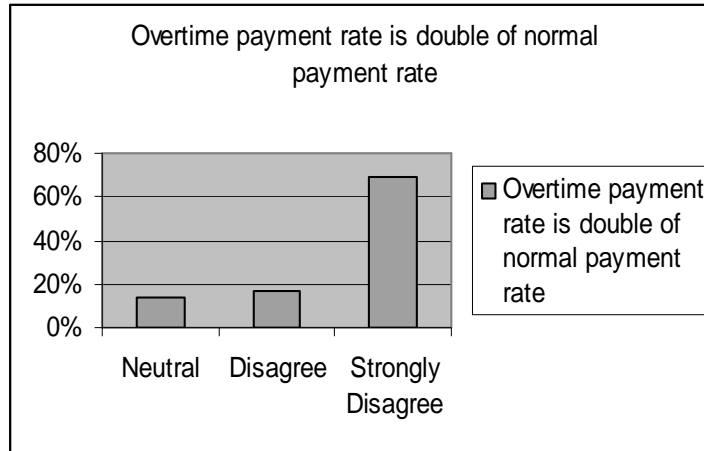 Overtime payment rate is double of normal
payment rate
80%
60%
40%
20%
0%
Neutral
Disagree
Strongly
Disagree
Overtime payment
rate is double of
normal payment
rate